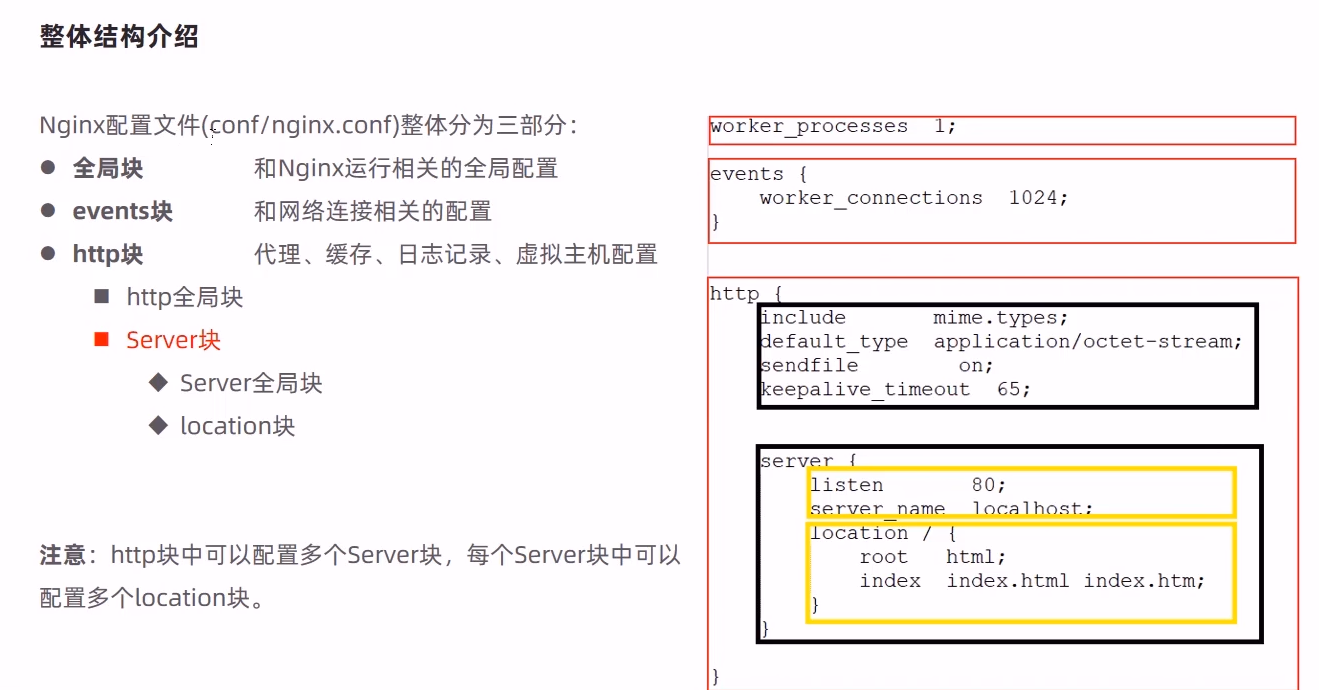 整体结构介绍
Nginx配置文件(conf/nginx.conf)整体分为三部分：
● 全局块 和Nginx运行相关的全局配置
● events块 和网络连接相关的配置
● http块 代理、缓存、日志记录、虚拟主机配置
■ http全局块
■ Server块
◆ Server全局块
◆ location块
注意：http块中可以配置多个Server块，每个Server块中可以
配置多个location块。
worker_processes  1;
events {
    worker_connections  1024;
}
http {
    include       mime.types;
    default_type  application/octet-stream;
    sendfile        on;
    keepalive_timeout  65;
    server {
        listen       80;
        server_name  localhost;
        location / {
            root   html;
            index  index.html index.htm;
        }
    }
}